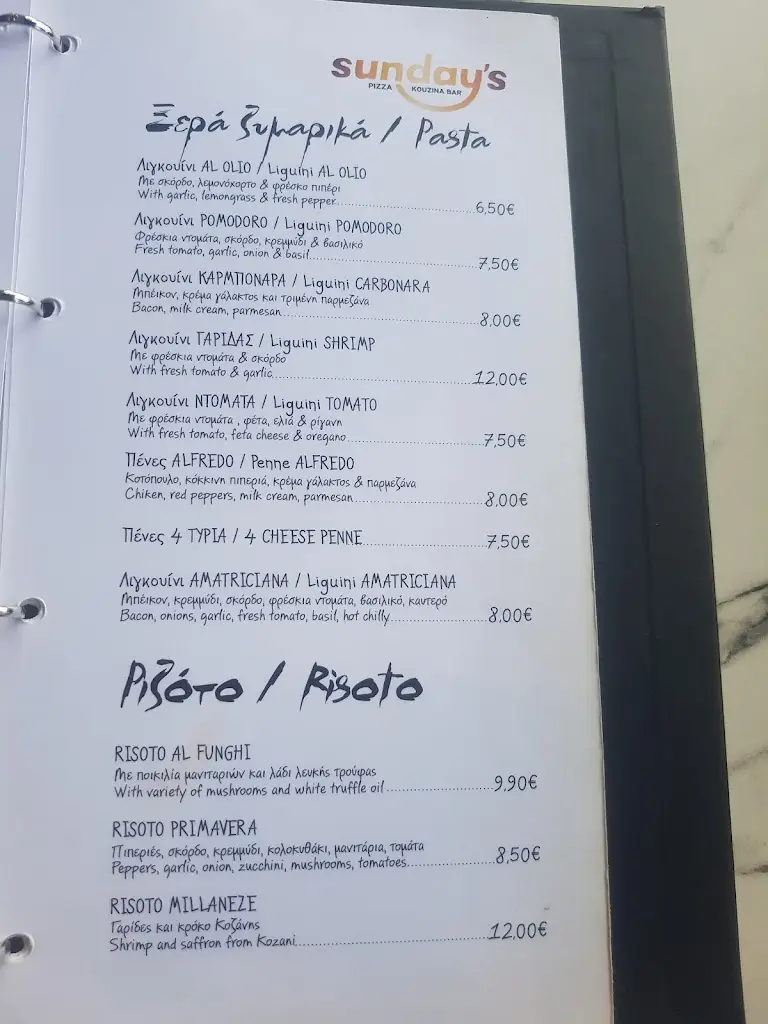 sunday's
PIZZA KOUZINA BAR
Ξερά ζυμαρικά / Pasta
Λιγκουίνι AL OLIO / Liguini AL OLIO
Με σκόρδο, λεμονόχορτο & φρέσκο πιπέρι
With garlic, lemongrass & fresh pepper 6,50€
Λιγκουίνι POMODORO / Liguini POMODORO
Φρέσκια ντομάτα, σκόρδο, κρεμμύδι & βασιλικό
Fresh tomato, garlic, onion & basil 7,50€
Λιγκουίνι ΚΑΡΜΠΟΝΑΡΑ / Liguini CARBONARA
Μπέικον, κρέμα γάλακτος και τριμένη παρμεζάνα
Bacon, milk cream, parmesan 8,00€
Λιγκουίνι ΓΑΡΙΔΑΣ / Liguini SHRIMP
Με φρέσκια ντομάτα & σκόρδο
With fresh tomato & garlic 12,00€
Λιγκουίνι ΝΤΟΜΑΤΑ / Liguini TOMATO
Με φρέσκια ντομάτα , φέτα, ελιά & ρίγανη
With fresh tomato, feta cheese & oregano 7,50€
Πένες ALFREDO / Penne ALFREDO
Κοτόπουλο, κόκκινη πιπεριά, κρέμα γάλακτος & παρμεζάνα
Chiken, red peppers, milk cream, parmesan 8,00€
Πένες 4 ΤΥΡΙΑ / 4 CHEESE PENNE 7,50€
Λιγκουίνι AMATRICIANA / Liguini AMATRICIANA
Μπέικον, κρεμμύδι, σκόρδο, φρέσκια ντομάτα, βασιλικό, καυτερό
Bacon, onions, garlic, fresh tomato, basil, hot chilly 8,00€
Ριζότο / Risoto
RISOTO AL FUNGHI
Με ποικιλία μανιταριών και λάδι λευκής τρούφας
With variety of mushrooms and white truffle oil 9,90€
RISOTO PRIMAVERA
Πιπεριές, σκόρδο, κρεμμύδι, κολοκυθάκι, μανιτάρια, τομάτα
Peppers, garlic, onion, zucchini, mushrooms, tomatoes 8,50€
RISOTO MILLANEZE
Γαρίδες και κρόκο Κοζάνης
Shrimp and saffron from Kozani 12,00€